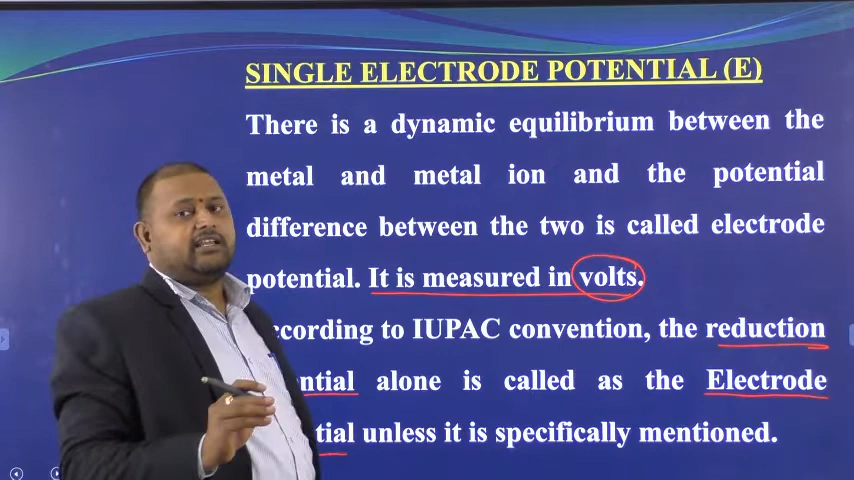 SINGLE ELECTRODE POTENTIAL (E)
There is a dynamic equilibrium between the
metal and metal ion and the potential
difference between the two is called electrode
potential. It is measured in volts.
ccording to IUPAC convention, the reduction
ntial alone is called as the Electrode
tial unless it is specifically mentioned.